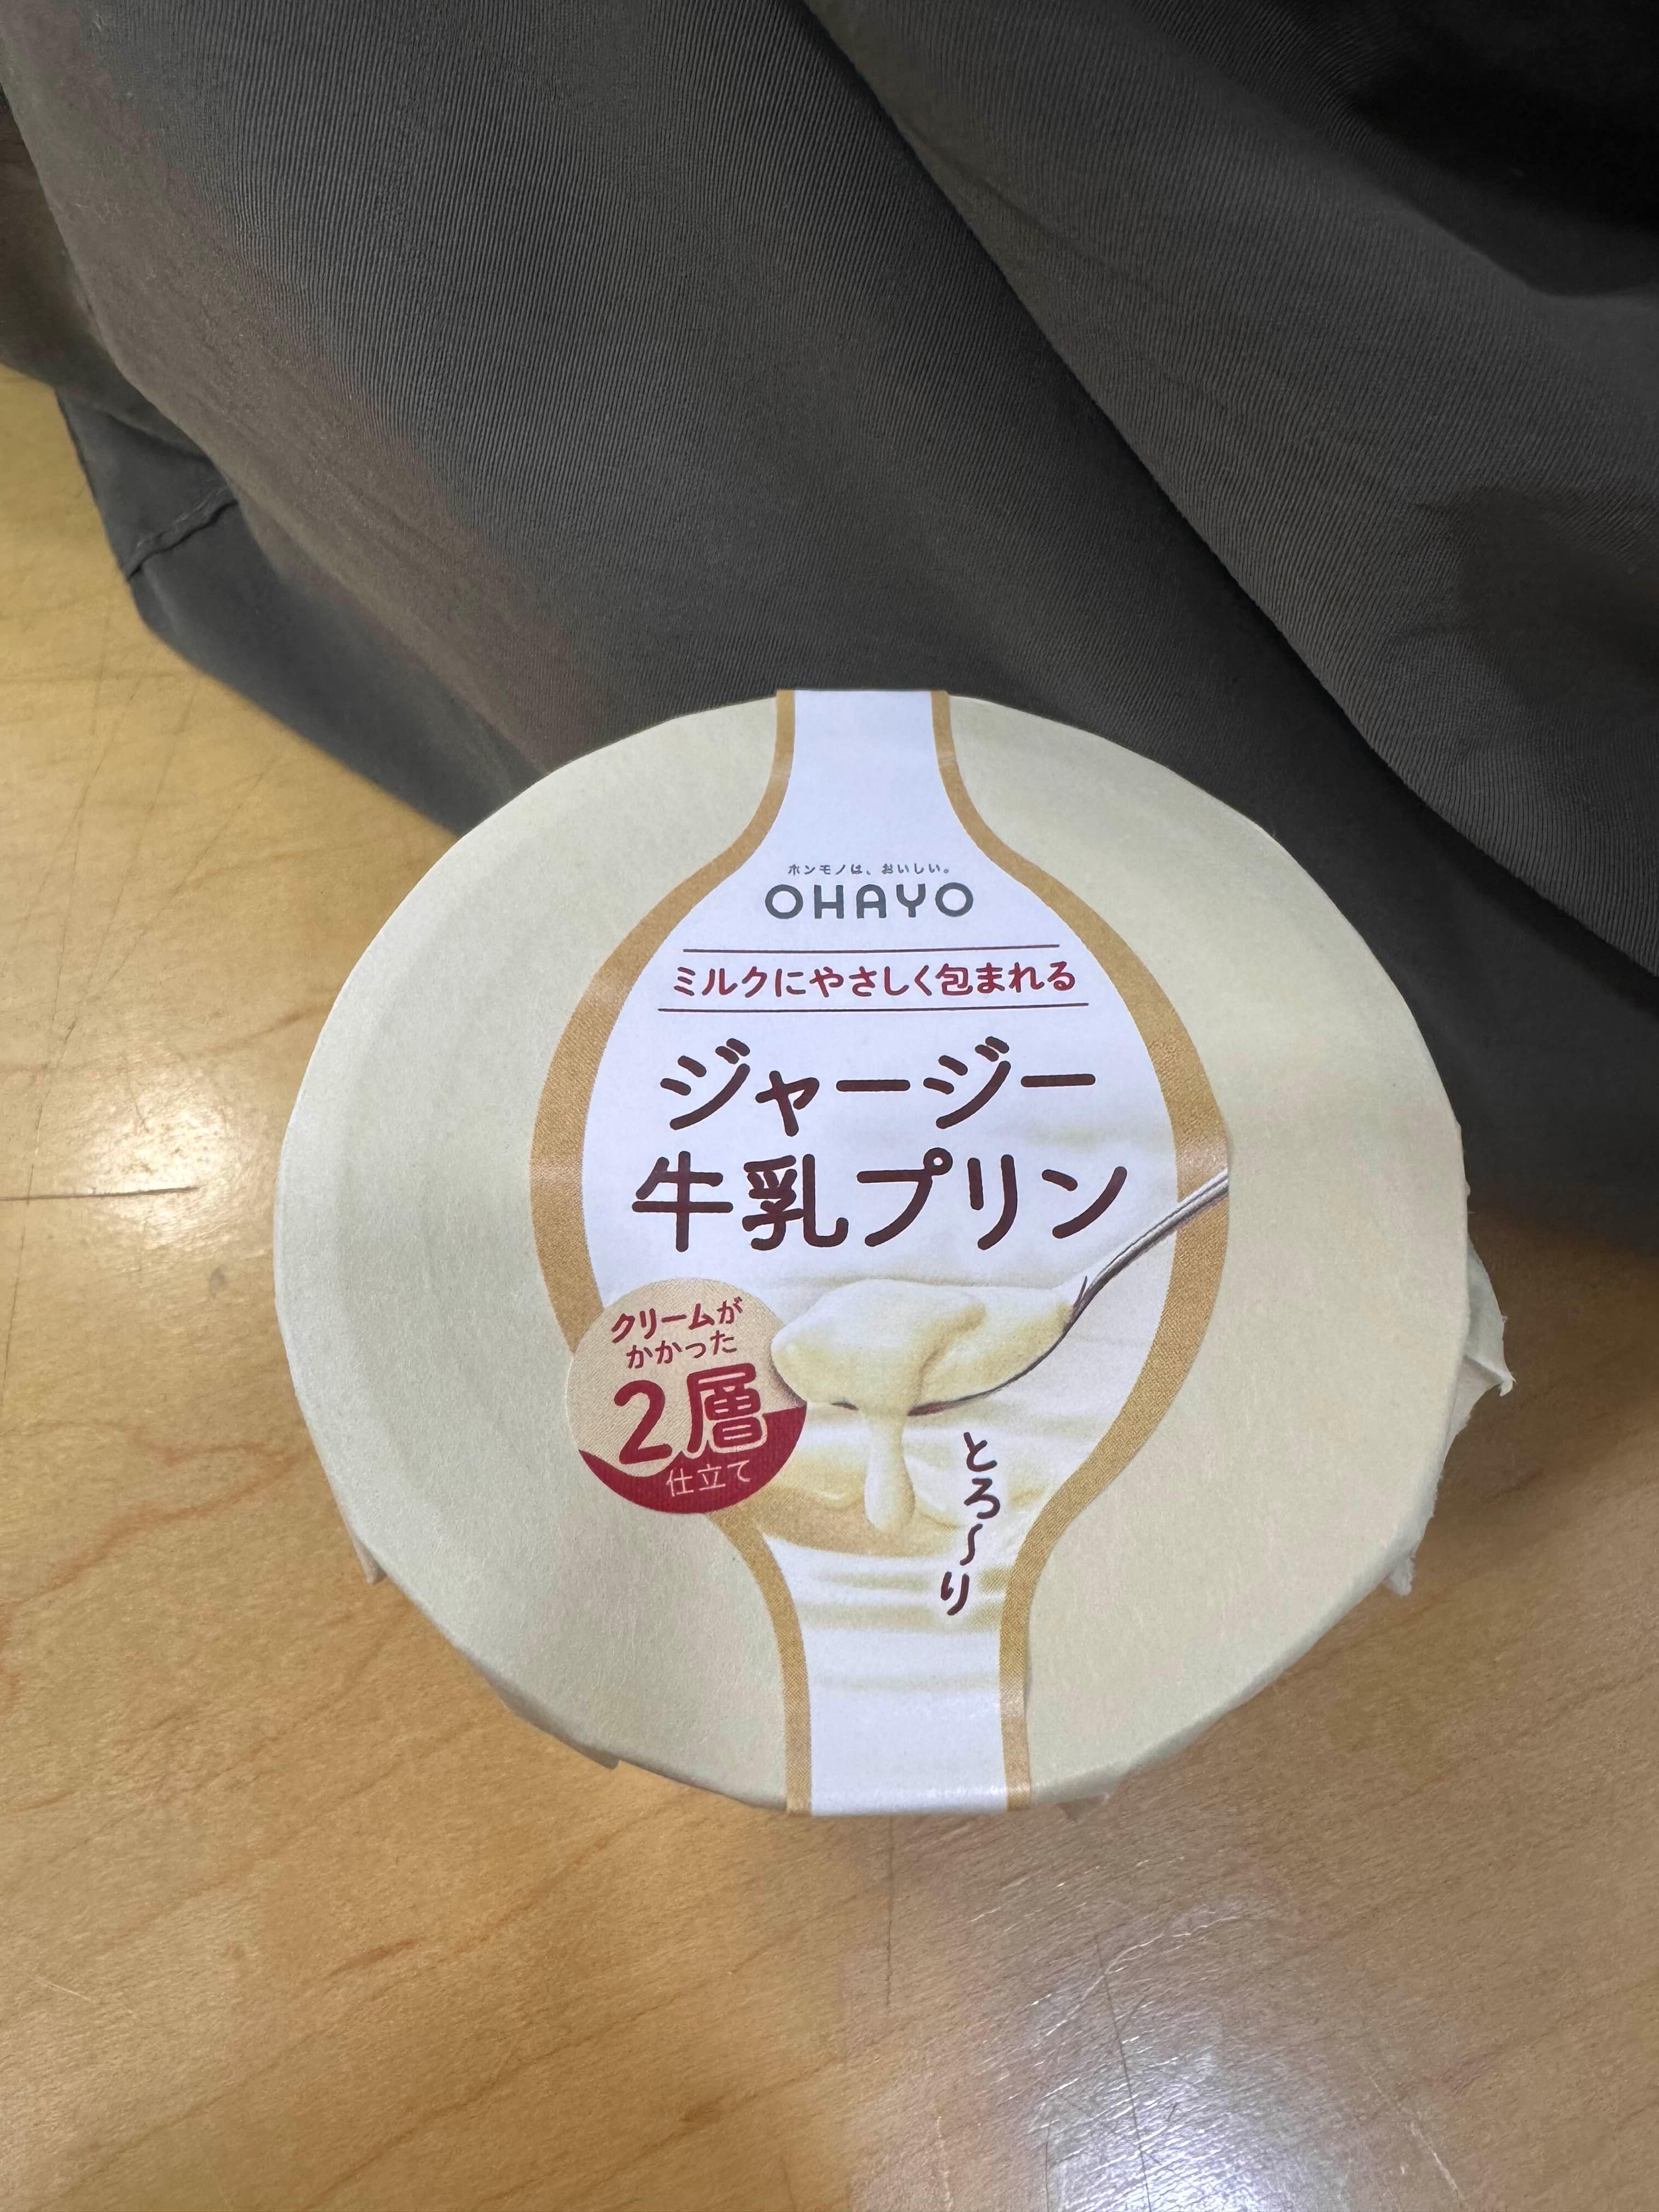 ホンモノは、おいしい。
OHAYO
ミルクにやさしく包まれる
ジャージー
牛乳プリン
クリームが
かかった
2層
仕立て
とろ〜り